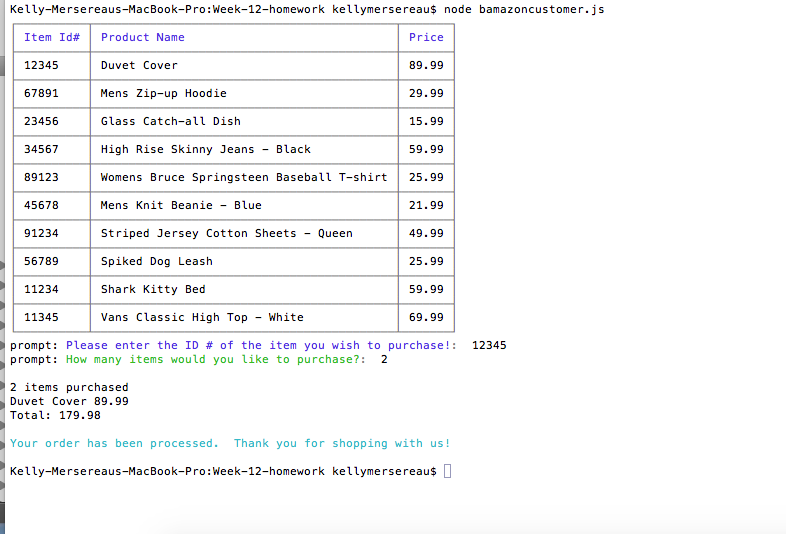 Kelly-Mersereaus-MacBook-Pro:Week-12-homework kellymersereau$ node bamazoncustomer.js
Item Id# Product Name Price
12345 Duvet Cover 89.99
67891 Mens Zip-up Hoodie 29.99
23456 Glass Catch-all Dish 15.99
34567 High Rise Skinny Jeans - Black 59.99
89123 Womens Bruce Springsteen Baseball T-shirt 25.99
45678 Mens Knit Beanie - Blue 21.99
91234 Striped Jersey Cotton Sheets - Queen 49.99
56789 Spiked Dog Leash 25.99
11234 Shark Kitty Bed 59.99
11345 Vans Classic High Top - White 69.99
prompt: Please enter the ID # of the item you wish to purchase!:  12345
prompt: How many items would you like to purchase?:  2
2 items purchased
Duvet Cover 89.99
Total: 179.98
Your order has been processed.  Thank you for shopping with us!
Kelly-Mersereaus-MacBook-Pro:Week-12-homework kellymersereau$